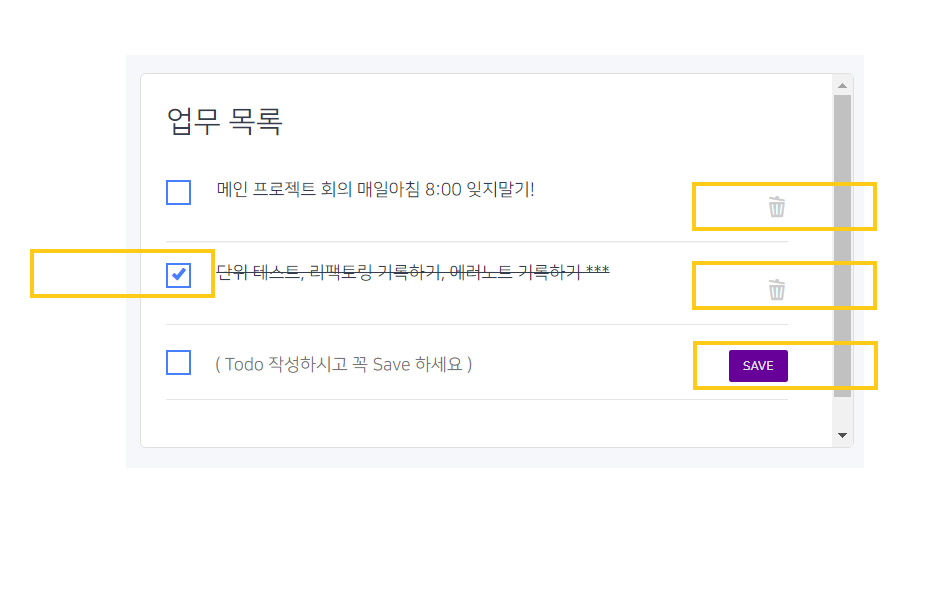 업무 목록
메인 프로젝트 회의 매일아침 8:00 잊지말기!
단위 테스트, 리팩토링 기록하기, 에러노트 기록하기 ***
( Todo 작성하시고 꼭 Save 하세요 )
SAVE